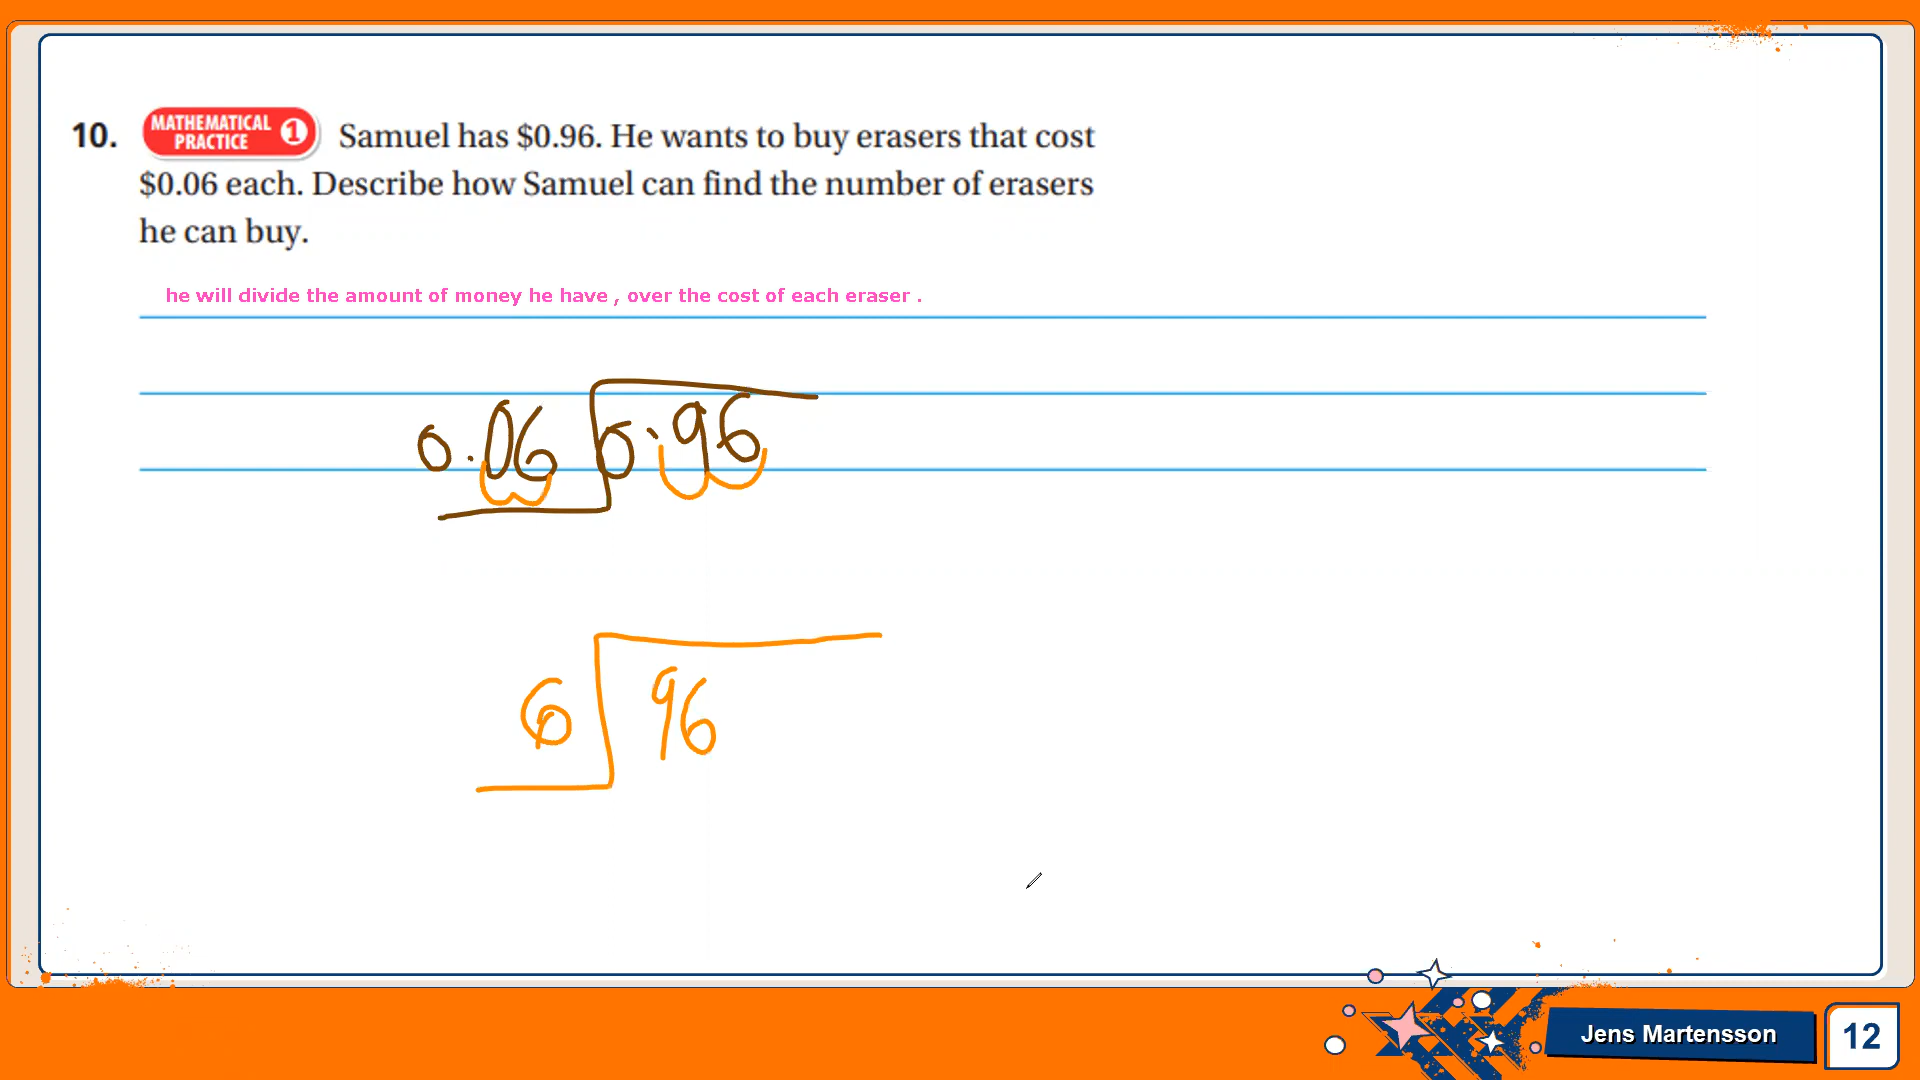 10. MATHEMATICAL PRACTICE 1 Samuel has $0.96. He wants to buy erasers that cost
$0.06 each. Describe how Samuel can find the number of erasers
he can buy.
he will divide the amount of money he have , over the cost of each eraser .
0.06 0.96
6 96
Jens Martensson 12